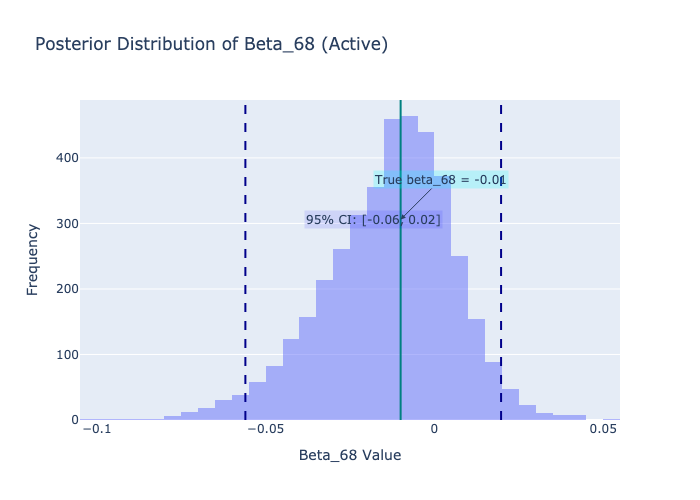 Posterior Distribution of Beta_68 (Active)
Frequency
400
300
200
100
0
True beta_68 = -0.01
95% CI: [-0.06, 0.02]
−0.1
−0.05
0
0.05
Beta_68 Value